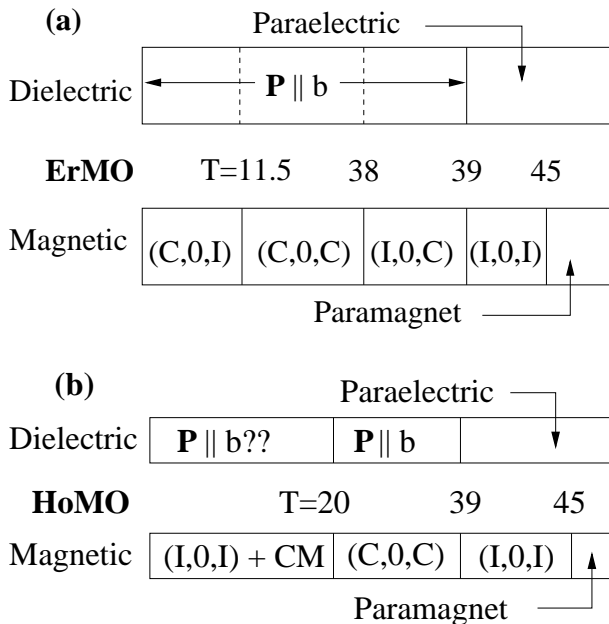 (a)
Paraelectric
Dielectric P || b
ErMO T=11.5 38 39 45
Magnetic (C,0,I) (C,0,C) (I,0,C) (I,0,I)
Paramagnet
(b)
Paraelectric
Dielectric P || b?? P || b
HoMO T=20 39 45
Magnetic (I,0,I) + CM (C,0,C) (I,0,I)
Paramagnet